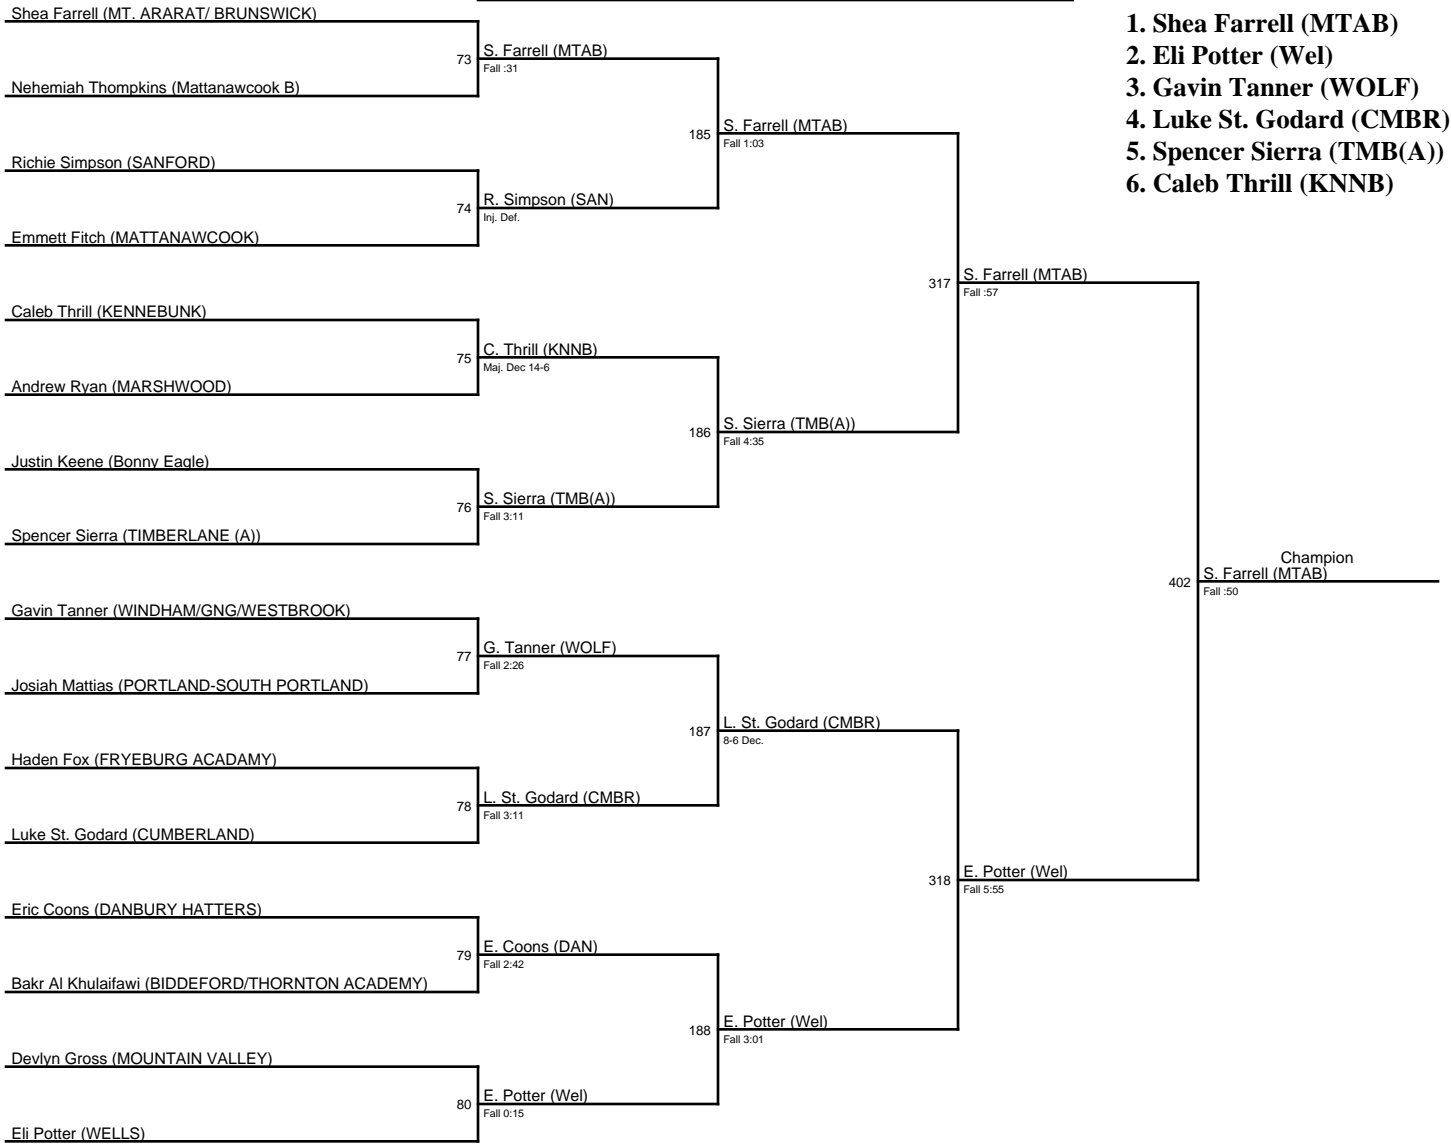 Shea Farrell (MT. ARARAT/ BRUNSWICK)
73
S. Farrell (MTAB)
Fall :31
Nehemiah Thompkins (Mattanawcook B)
185
S. Farrell (MTAB)
Fall 1:03
Richie Simpson (SANFORD)
74
R. Simpson (SAN)
Inj. Def.
Emmett Fitch (MATTANAWCOOK)
317
S. Farrell (MTAB)
Fall :57
Caleb Thrill (KENNEBUNK)
75
C. Thrill (KNNB)
Maj. Dec 14-6
Andrew Ryan (MARSHWOOD)
186
S. Sierra (TMB(A))
Fall 4:35
Justin Keene (Bonny Eagle)
76
S. Sierra (TMB(A))
Fall 3:11
Spencer Sierra (TIMBERLANE (A))
Champion
402
S. Farrell (MTAB)
Fall :50
Gavin Tanner (WINDHAM/GNG/WESTBROOK)
77
G. Tanner (WOLF)
Fall 2:26
Josiah Mattias (PORTLAND-SOUTH PORTLAND)
187
L. St. Godard (CMBR)
8-6 Dec.
Haden Fox (FRYEBURG ACADAMY)
78
L. St. Godard (CMBR)
Fall 3:11
Luke St. Godard (CUMBERLAND)
318
E. Potter (Wel)
Fall 5:55
Eric Coons (DANBURY HATTERS)
79
E. Coons (DAN)
Fall 2:42
Bakr Al Khulaifawi (BIDDEFORD/THORNTON ACADEMY)
188
E. Potter (Wel)
Fall 3:01
Devlyn Gross (MOUNTAIN VALLEY)
80
E. Potter (Wel)
Fall 0:15
Eli Potter (WELLS)
1. Shea Farrell (MTAB)
2. Eli Potter (Wel)
3. Gavin Tanner (WOLF)
4. Luke St. Godard (CMBR)
5. Spencer Sierra (TMB(A))
6. Caleb Thrill (KNNB)